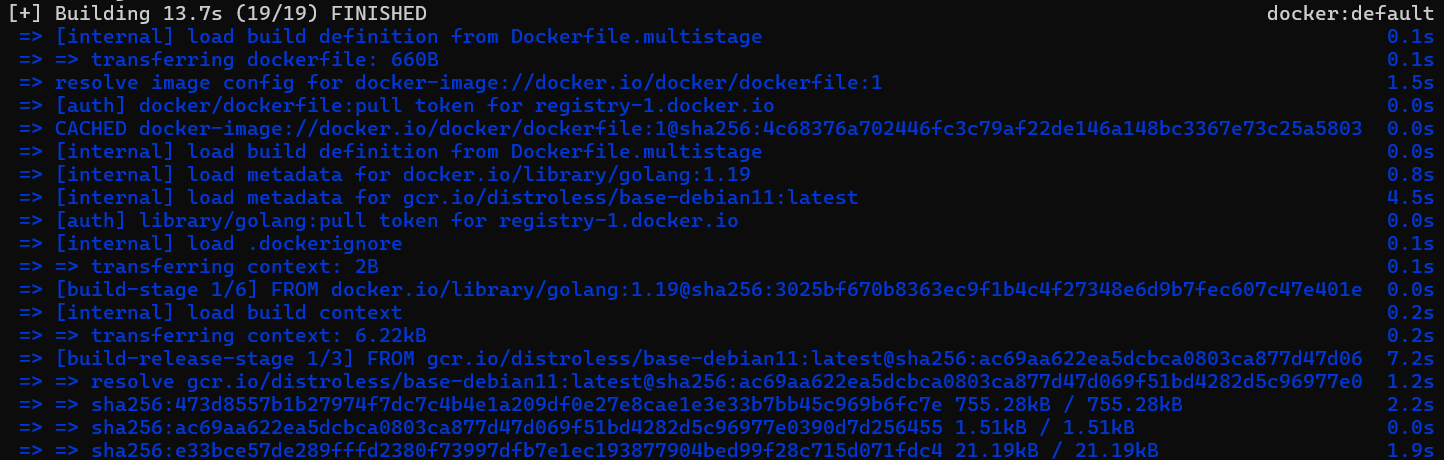 [+] Building 13.7s (19/19) FINISHED docker:default
=> [internal] load build definition from Dockerfile.multistage 0.1s
=> => transferring dockerfile: 660B 0.1s
=> resolve image config for docker-image://docker.io/docker/dockerfile:1 1.5s
=> [auth] docker/dockerfile:pull token for registry-1.docker.io 0.0s
=> CACHED docker-image://docker.io/docker/dockerfile:1@sha256:4c68376a702446fc3c79af22de146a148bc3367e73c25a5803 0.0s
=> [internal] load build definition from Dockerfile.multistage 0.0s
=> [internal] load metadata for docker.io/library/golang:1.19 0.8s
=> [internal] load metadata for gcr.io/distroless/base-debian11:latest 4.5s
=> [auth] library/golang:pull token for registry-1.docker.io 0.0s
=> [internal] load .dockerignore 0.1s
=> => transferring context: 2B 0.1s
=> [build-stage 1/6] FROM docker.io/library/golang:1.19@sha256:3025bf670b8363ec9f1b4c4f27348e6d9b7fec607c47e401e 0.0s
=> [internal] load build context 0.2s
=> => transferring context: 6.22kB 0.2s
=> [build-release-stage 1/3] FROM gcr.io/distroless/base-debian11:latest@sha256:ac69aa622ea5dcbca0803ca877d47d06 7.2s
=> => resolve gcr.io/distroless/base-debian11:latest@sha256:ac69aa622ea5dcbca0803ca877d47d069f51bd4282d5c96977e0 1.2s
=> => sha256:473d8557b1b27974f7dc7c4b4e1a209df0e27e8cae1e3e33b7bb45c969b6fc7e 755.28kB / 755.28kB 2.2s
=> => sha256:ac69aa622ea5dcbca0803ca877d47d069f51bd4282d5c96977e0390d7d256455 1.51kB / 1.51kB 0.0s
=> => sha256:e33bce57de289fffd2380f73997dfb7e1ec193877904bed99f28c715d071fdc4 21.19kB / 21.19kB 1.9s